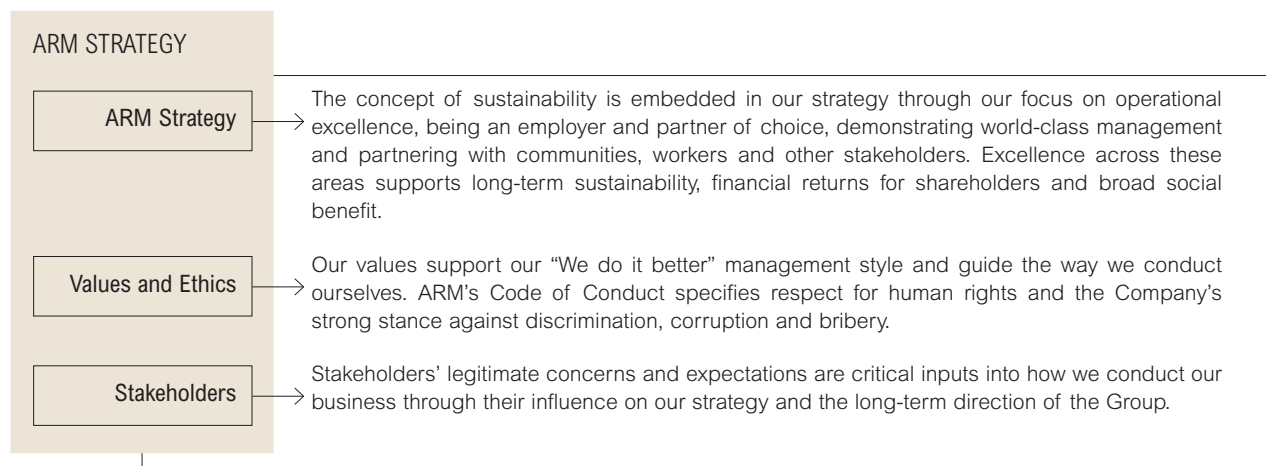 ARM STRATEGY
ARM Strategy
The concept of sustainability is embedded in our strategy through our focus on operational
excellence, being an employer and partner of choice, demonstrating world-class management
and partnering with communities, workers and other stakeholders. Excellence across these
areas supports long-term sustainability, financial returns for shareholders and broad social
benefit.
Values and Ethics
Our values support our “We do it better” management style and guide the way we conduct
ourselves. ARM’s Code of Conduct specifies respect for human rights and the Company’s
strong stance against discrimination, corruption and bribery.
Stakeholders
Stakeholders’ legitimate concerns and expectations are critical inputs into how we conduct our
business through their influence on our strategy and the long-term direction of the Group.